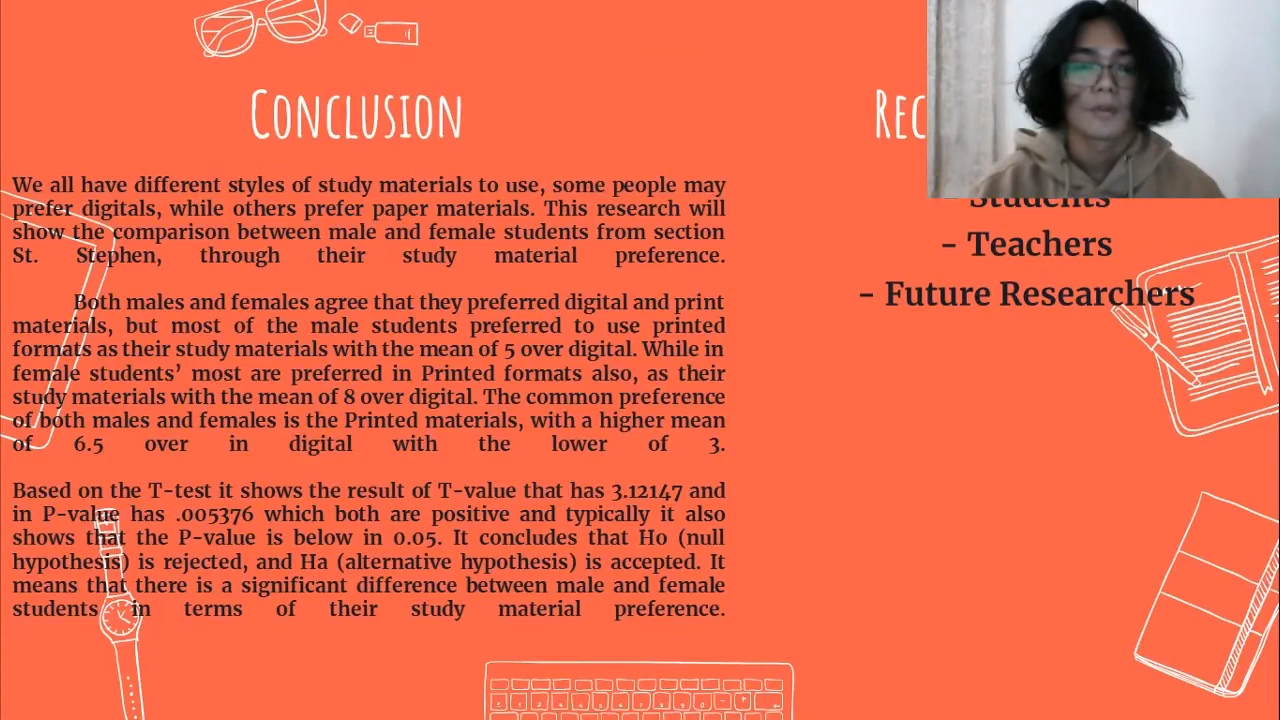 Conclusion
We all have different styles of study materials to use, some people may
prefer digitals, while others prefer paper materials. This research will
show the comparison between male and female students from section
St. Stephen, through their study material preference.
Both males and females agree that they preferred digital and print
materials, but most of the male students preferred to use printed
formats as their study materials with the mean of 5 over digital. While in
female students’ most are preferred in Printed formats also, as their
study materials with the mean of 8 over digital. The common preference
of both males and females is the Printed materials, with a higher mean
of 6.5 over in digital with the lower of 3.
Based on the T-test it shows the result of T-value that has 3.12147 and
in P-value has .005376 which both are positive and typically it also
shows that the P-value is below in 0.05. It concludes that Ho (null
hypothesis) is rejected, and Ha (alternative hypothesis) is accepted. It
means that there is a significant difference between male and female
students in terms of their study material preference.
- Students
- Teachers
- Future Researchers